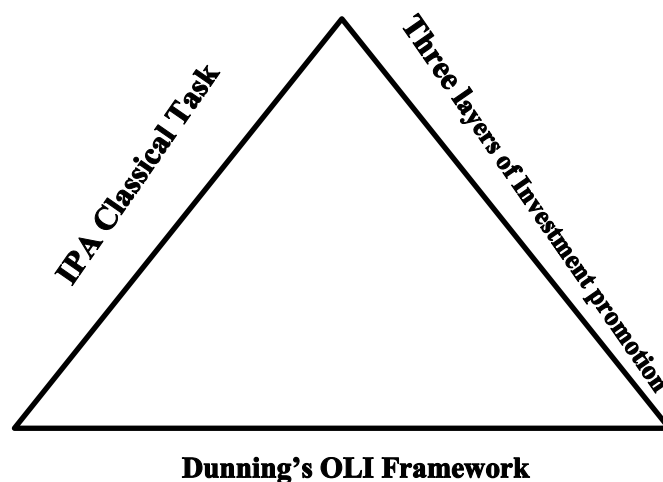 IPA Classical Task
Three layers of Investment promotion
Dunning’s OLI Framework